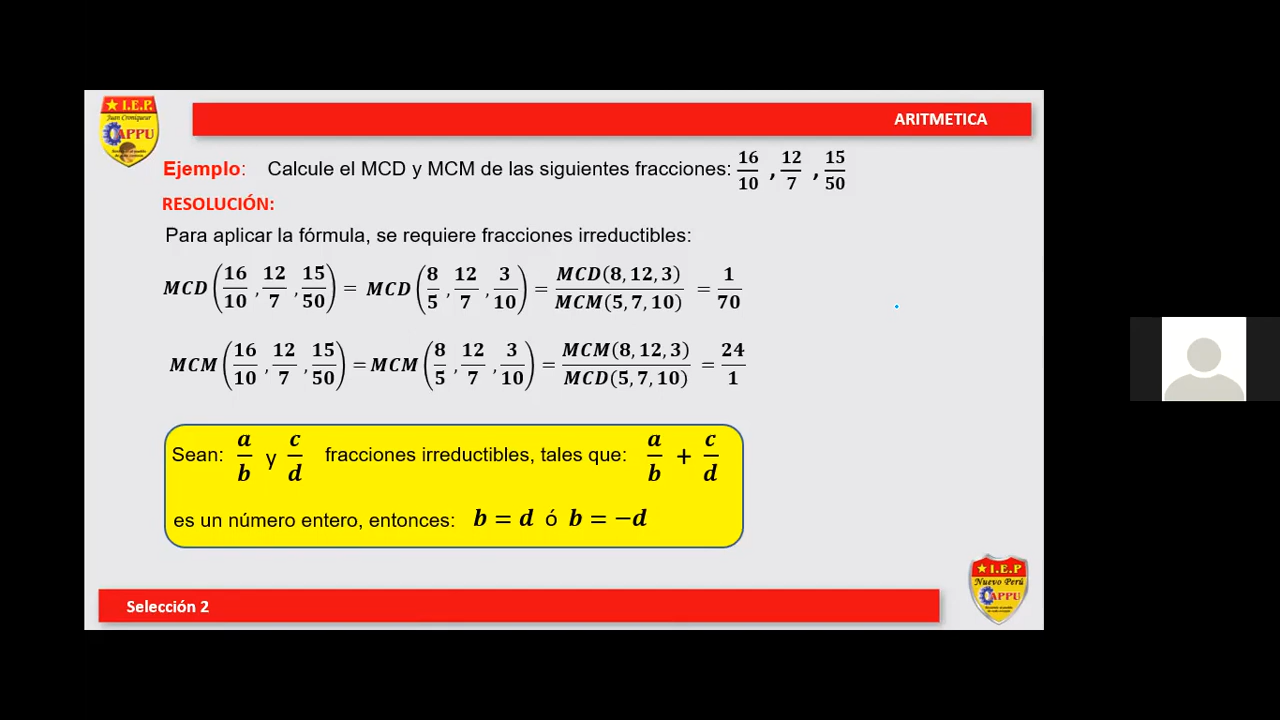 I.E.P.
Juan Croniqueur
CAPPU
ARITMETICA
Ejemplo: Calcule el MCD y MCM de las siguientes fracciones: 16/10 , 12/7 , 15/50
RESOLUCIÓN:
Para aplicar la fórmula, se requiere fracciones irreductibles:
MCD(16/10 , 12/7 , 15/50) = MCD(8/5 , 12/7 , 3/10) = MCD(8, 12, 3)/MCM(5, 7, 10) = 1/70
MCM(16/10 , 12/7 , 15/50) = MCM(8/5 , 12/7 , 3/10) = MCM(8, 12, 3)/MCD(5, 7, 10) = 24/1
Sean: a/b y c/d fracciones irreductibles, tales que: a/b + c/d
es un número entero, entonces: b = d ó b = −d
I.E.P
Nuevo Perú
CAPPU
Selección 2